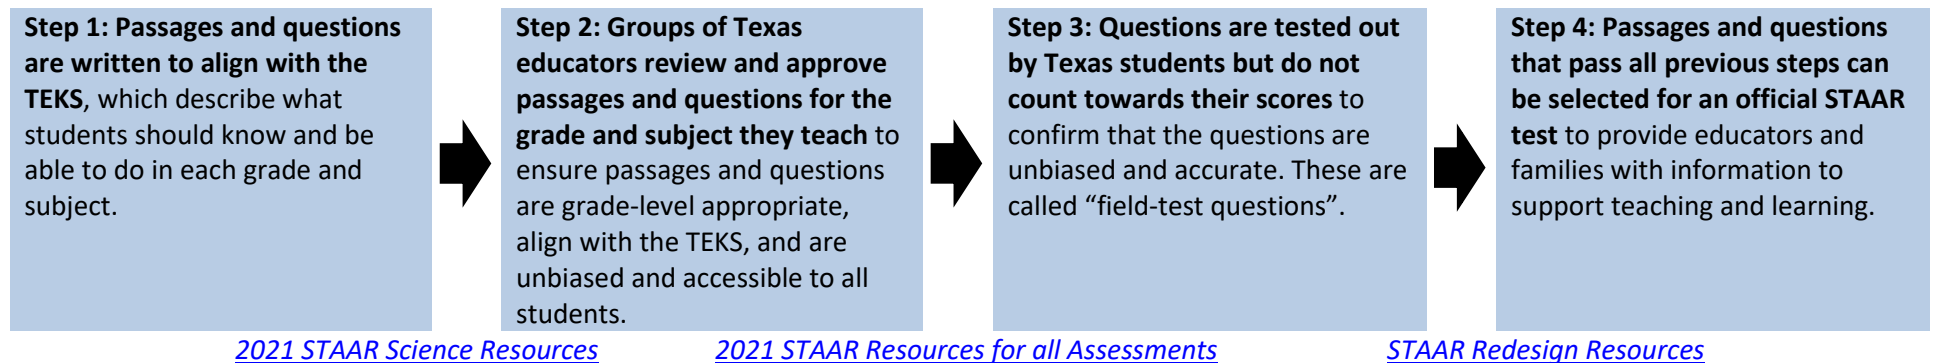 Step 1: Passages and questions
are written to align with the
TEKS, which describe what
students should know and be
able to do in each grade and
subject.
Step 2: Groups of Texas
educators review and approve
passages and questions for the
grade and subject they teach to
ensure passages and questions
are grade-level appropriate,
align with the TEKS, and are
unbiased and accessible to all
students.
Step 3: Questions are tested out
by Texas students but do not
count towards their scores to
confirm that the questions are
unbiased and accurate. These are
called “field-test questions”.
Step 4: Passages and questions
that pass all previous steps can
be selected for an official STAAR
test to provide educators and
families with information to
support teaching and learning.
2021 STAAR Science Resources
2021 STAAR Resources for all Assessments
STAAR Redesign Resources